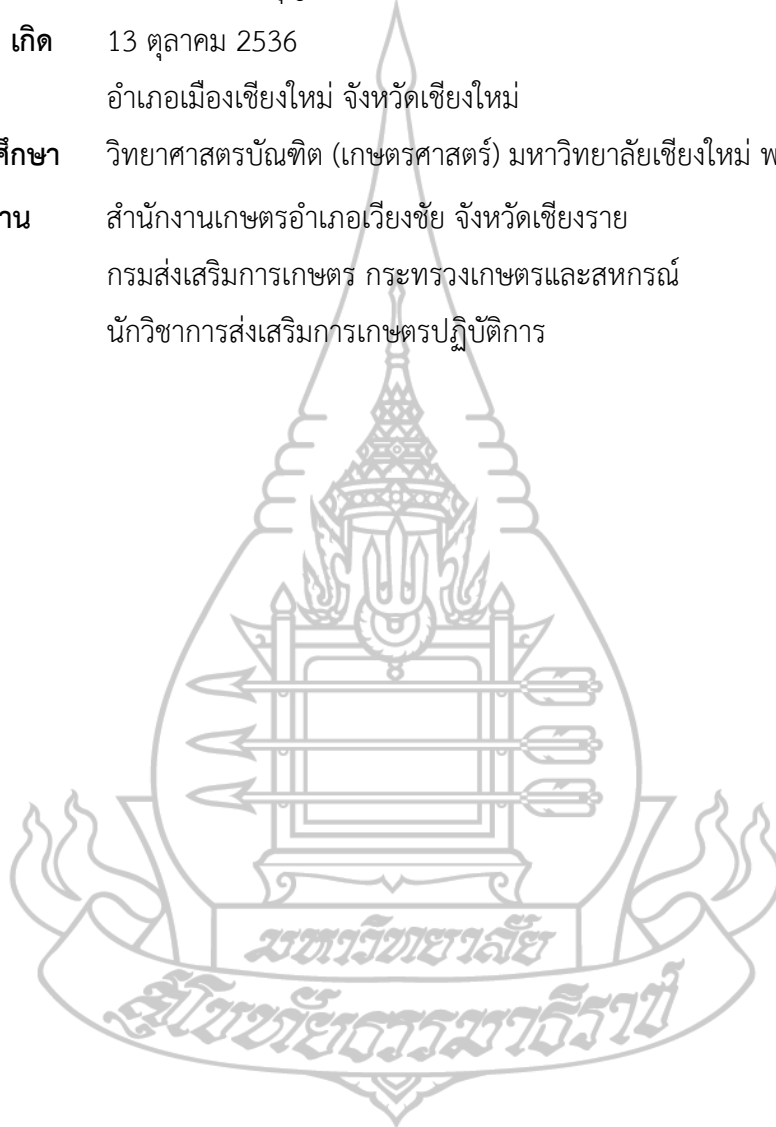 เกิด 13 ตุลาคม 2536
อำเภอเมืองเชียงใหม่ จังหวัดเชียงใหม่
ศึกษา วิทยาศาสตรบัณฑิต (เกษตรศาสตร์) มหาวิทยาลัยเชียงใหม่ พ
าน สำนักงานเกษตรอำเภอเวียงชัย จังหวัดเชียงราย
กรมส่งเสริมการเกษตร กระทรวงเกษตรและสหกรณ์
นักวิชาการส่งเสริมการเกษตรปฏิบัติการ
มหาวิทยาลัย
สุโขทัยธรรมาธิราช